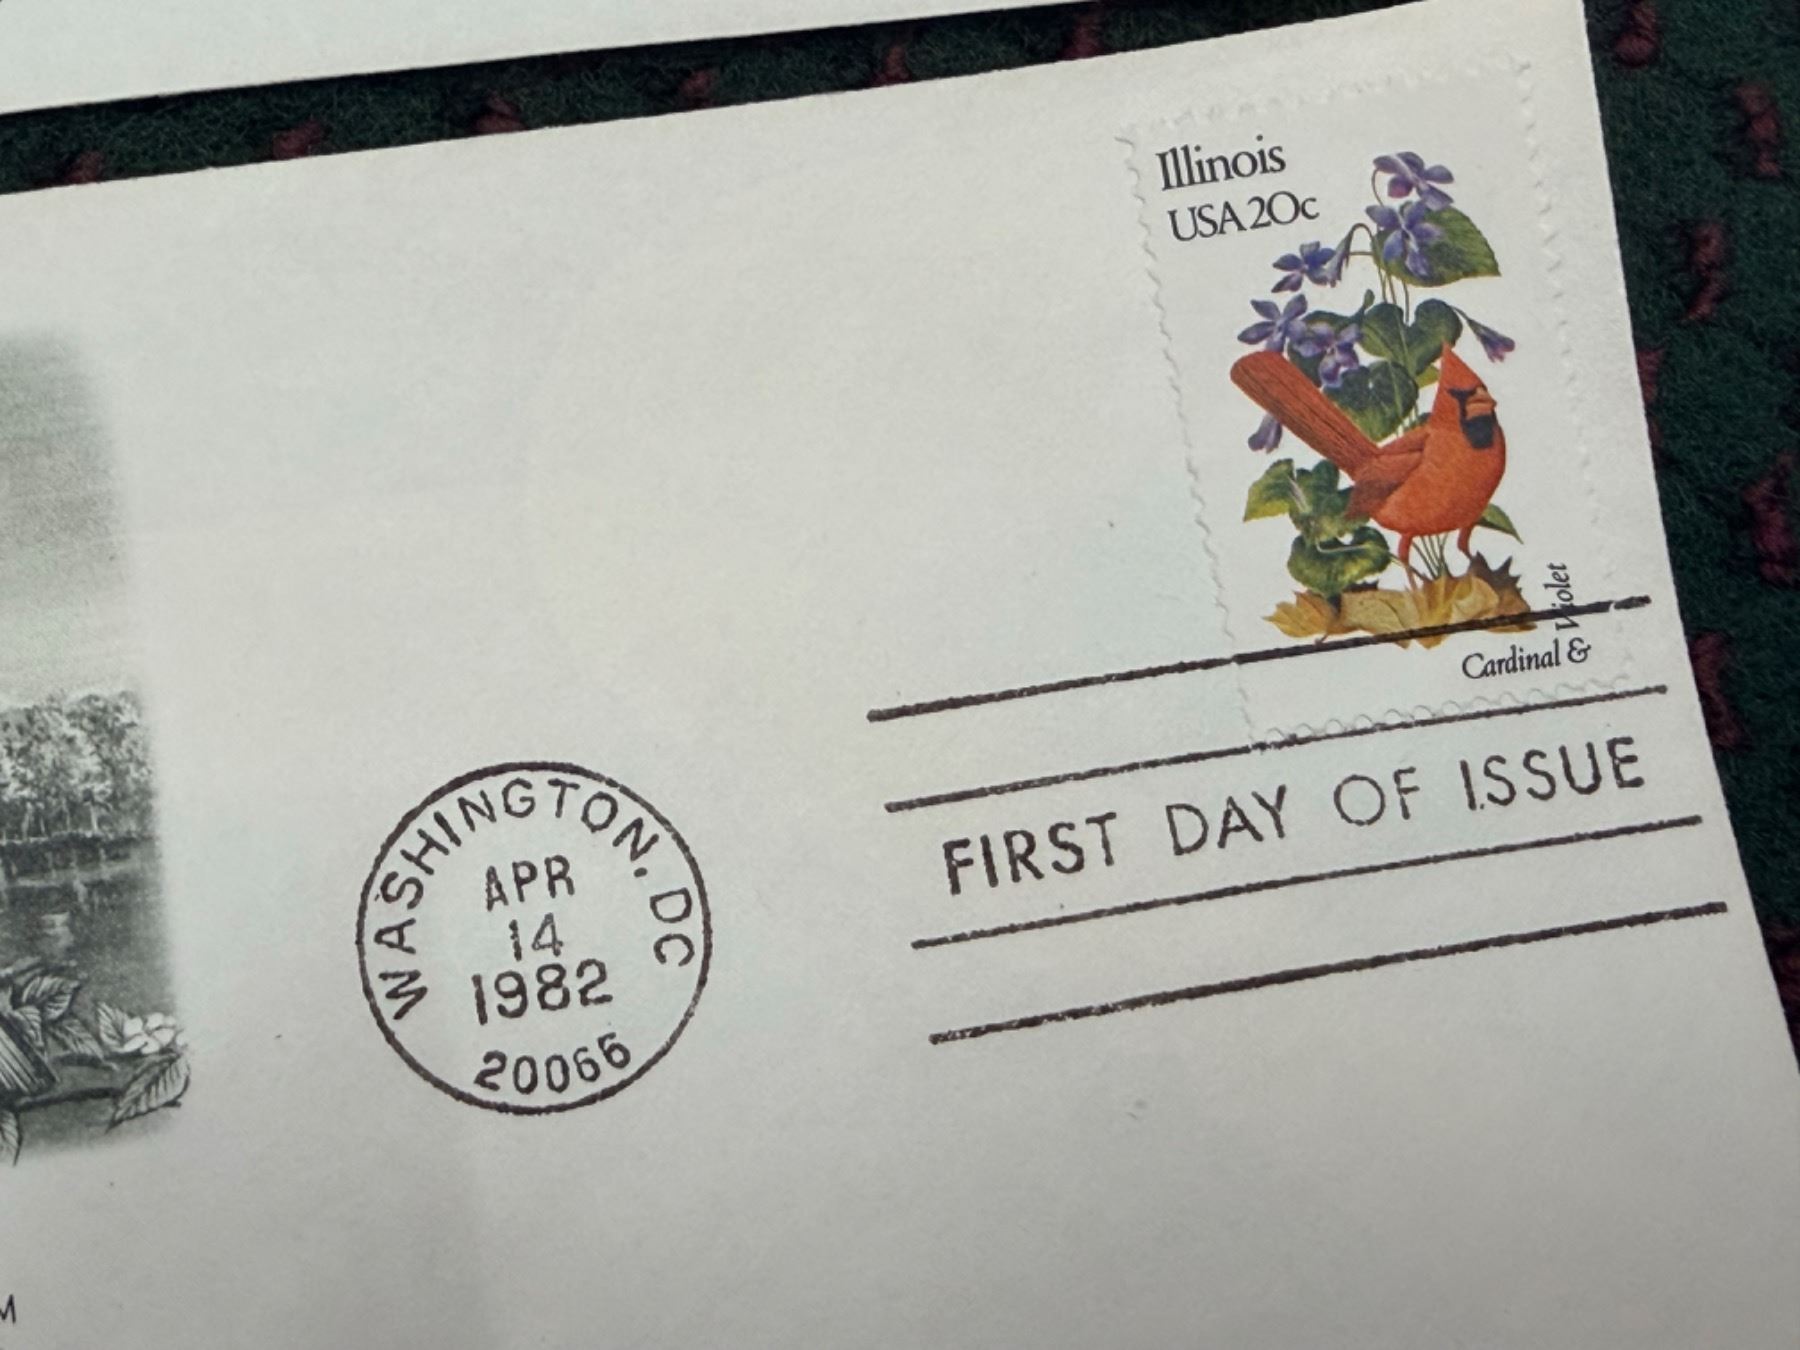 Illinois
USA 20c
Cardinal & Violet
FIRST DAY OF ISSUE
WASHINGTON, DC
APR
14
1982
20066
M